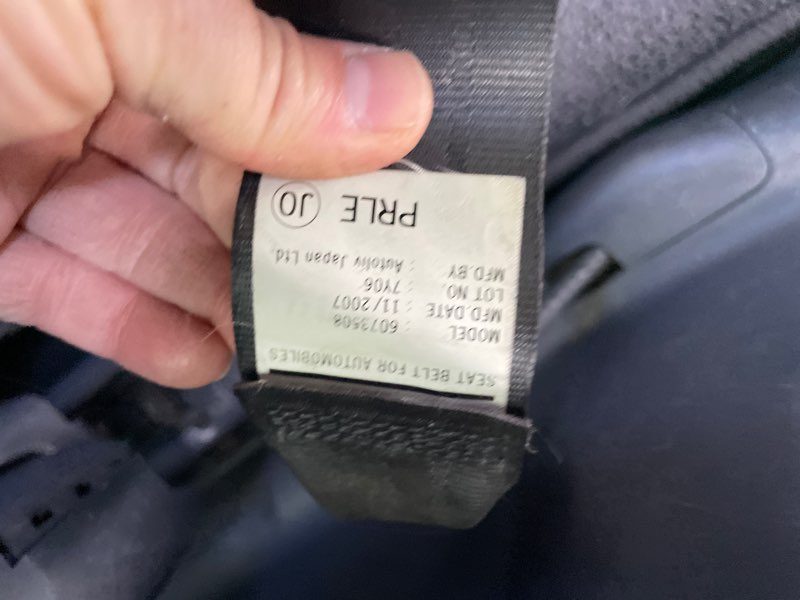 SEAT BELT FOR AUTOMOBILES
MODEL : 6073508
MFD.DATE : 11/2007
LOT NO. : 7Y06
MFD.BY : Autoliv Japan Ltd.
PRLE JO